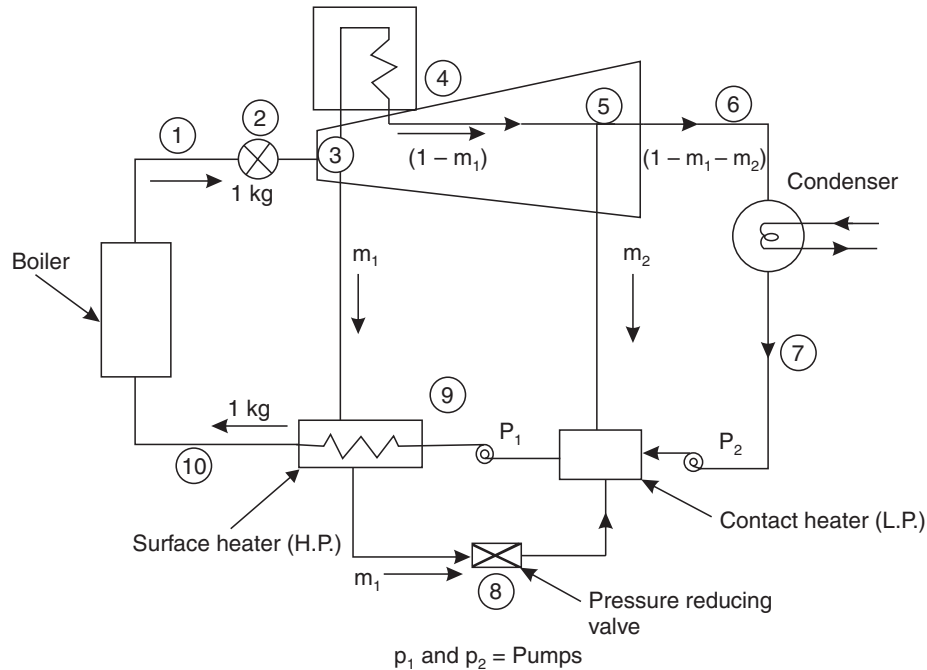 4
5
6
2
1
3
(1 – m₁)
(1 – m₁ – m₂)
1 kg
Condenser
Boiler
m₁
m₂
7
9
1 kg
P₁
P₂
10
Surface heater (H.P.)
Contact heater (L.P.)
m₁
8
Pressure reducing
valve
p₁ and p₂ = Pumps